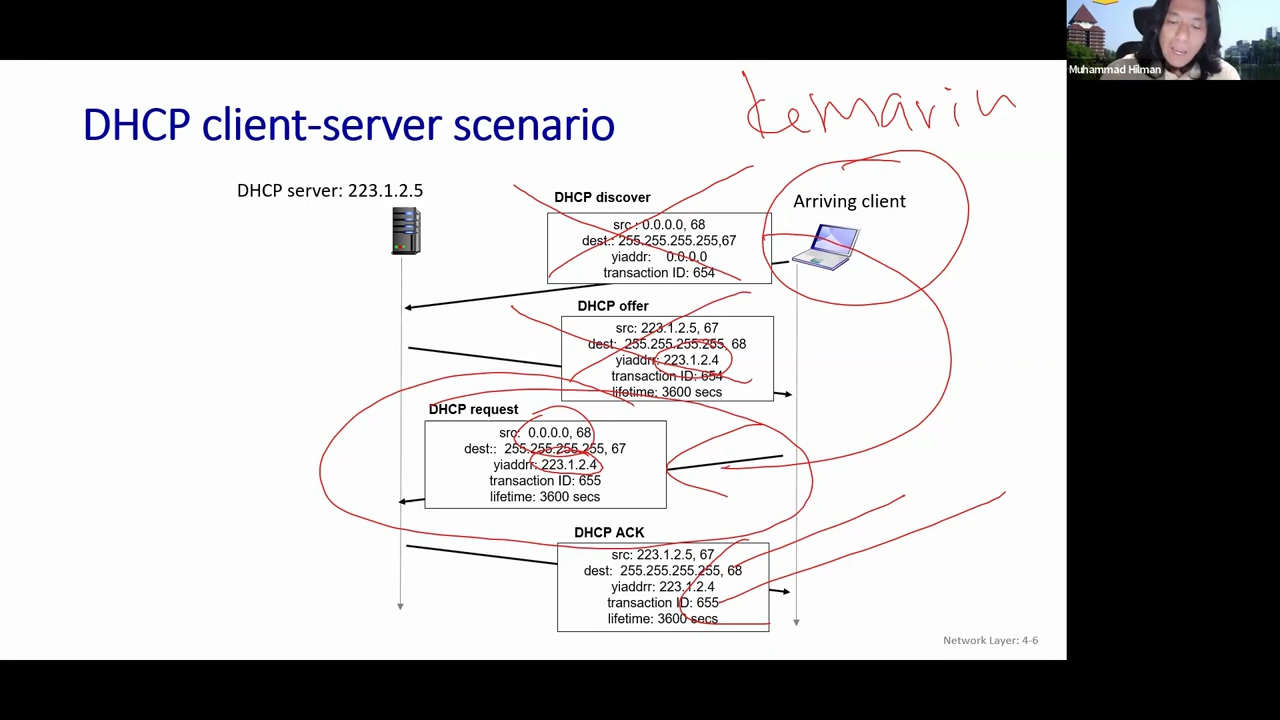 Muhammad Hilman
kemarin
DHCP client-server scenario
DHCP server: 223.1.2.5
Arriving client
DHCP discover
src : 0.0.0.0, 68
dest.: 255.255.255.255,67
yiaddr: 0.0.0.0
transaction ID: 654
DHCP offer
src: 223.1.2.5, 67
dest: 255.255.255.255, 68
yiaddrr: 223.1.2.4
transaction ID: 654
lifetime: 3600 secs
DHCP request
src: 0.0.0.0, 68
dest:: 255.255.255.255, 67
yiaddrr: 223.1.2.4
transaction ID: 655
lifetime: 3600 secs
DHCP ACK
src: 223.1.2.5, 67
dest: 255.255.255.255, 68
yiaddrr: 223.1.2.4
transaction ID: 655
lifetime: 3600 secs
Network Layer: 4-6